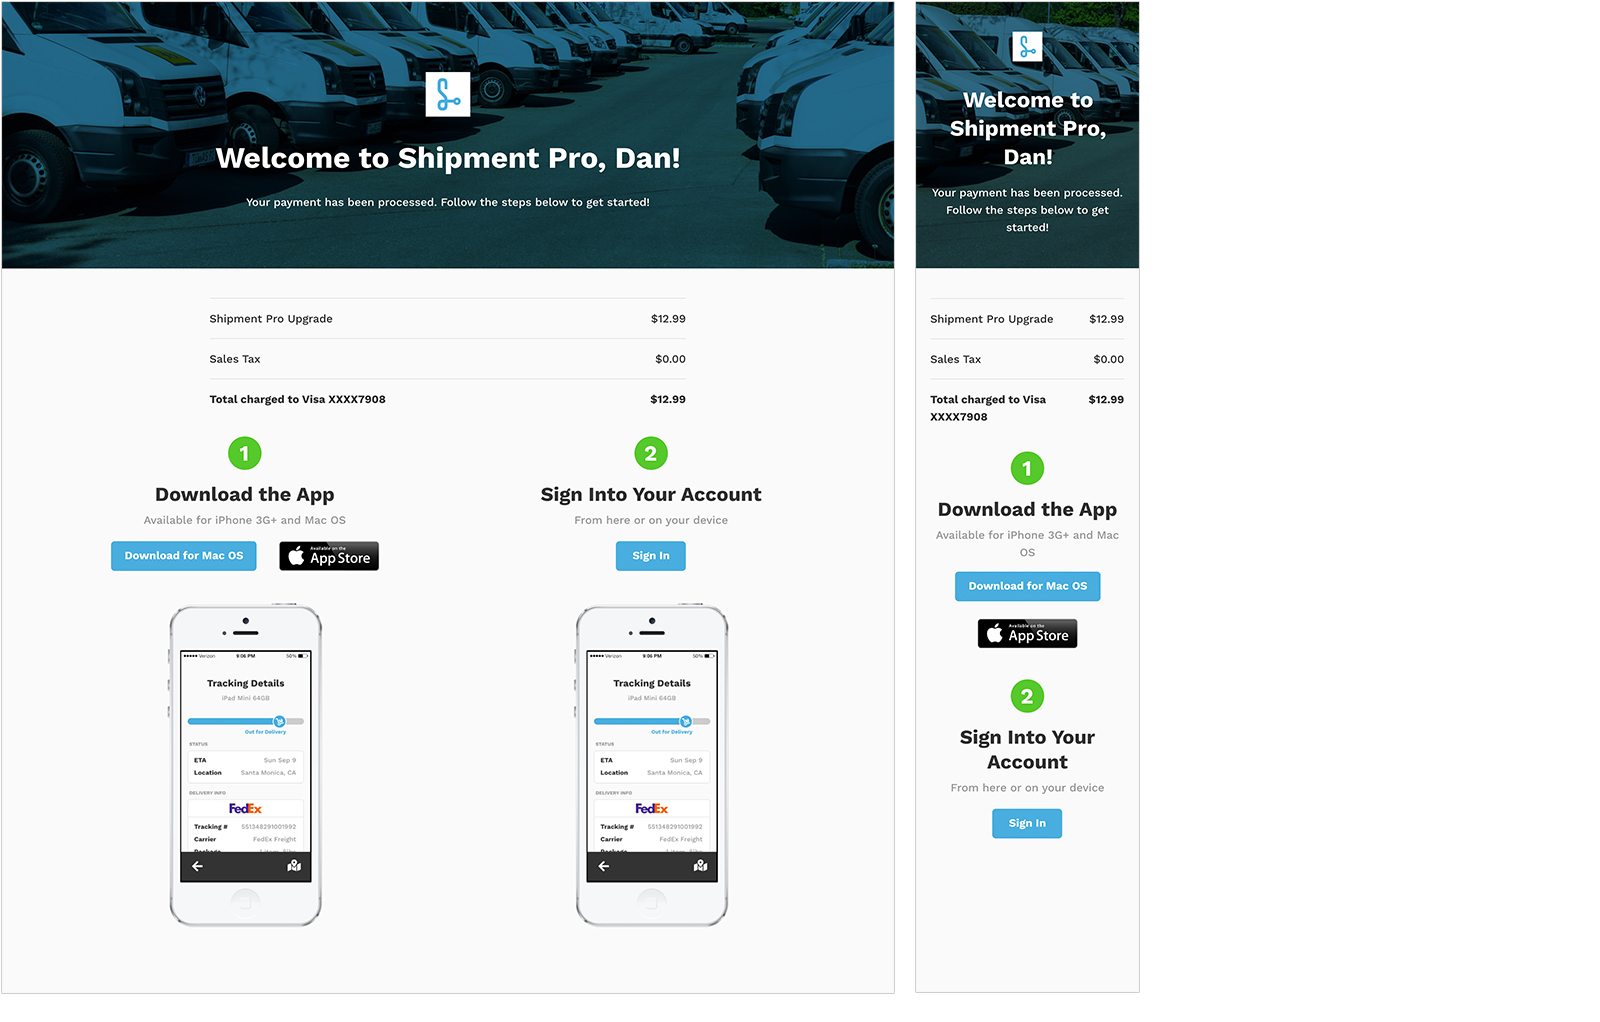 Welcome to Shipment Pro, Dan!
Your payment has been processed. Follow the steps below to get started!
Shipment Pro Upgrade $12.99
Sales Tax $0.00
Total charged to Visa XXXX7908 $12.99
1
Download the App
Available for iPhone 3G+ and Mac OS
Download for Mac OS
Available on the
App Store
Verizon 9:06 PM 50%
Tracking Details
iPad Mini 64GB
Out for Delivery
STATUS
ETA Sun Sep 9
Location Santa Monica, CA
DELIVERY INFO
FedEx
Tracking # 551348291001992
Carrier FedEx Freight
2
Sign Into Your Account
From here or on your device
Sign In
Verizon 9:06 PM 50%
Tracking Details
iPad Mini 64GB
Out for Delivery
STATUS
ETA Sun Sep 9
Location Santa Monica, CA
DELIVERY INFO
FedEx
Tracking # 551348291001992
Carrier FedEx Freight
Welcome to
Shipment Pro,
Dan!
Your payment has been processed.
Follow the steps below to get
started!
Shipment Pro Upgrade $12.99
Sales Tax $0.00
Total charged to Visa $12.99
XXXX7908
1
Download the App
Available for iPhone 3G+ and Mac
OS
Download for Mac OS
Available on the
App Store
2
Sign Into Your
Account
From here or on your device
Sign In